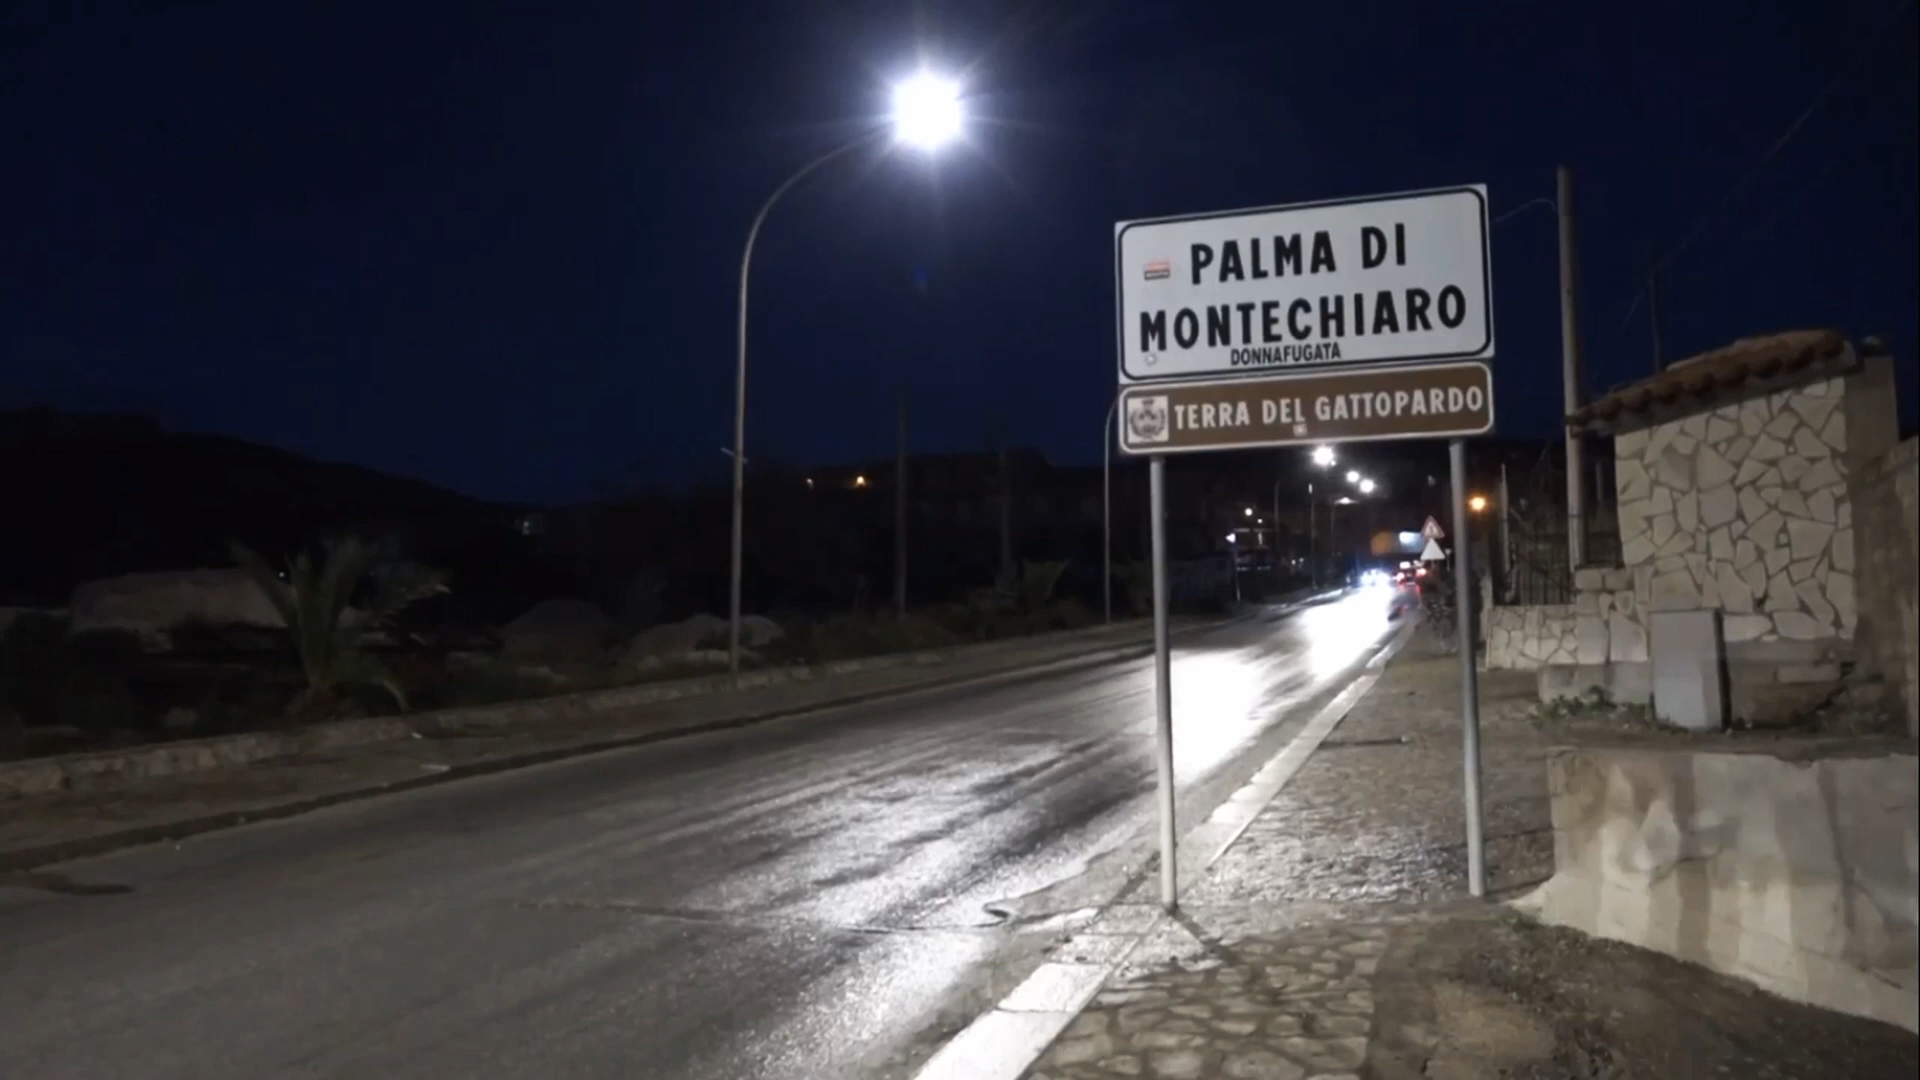 PALMA DI
MONTECHIARO
DONNAFUGATA
TERRA DEL GATTOPARDO